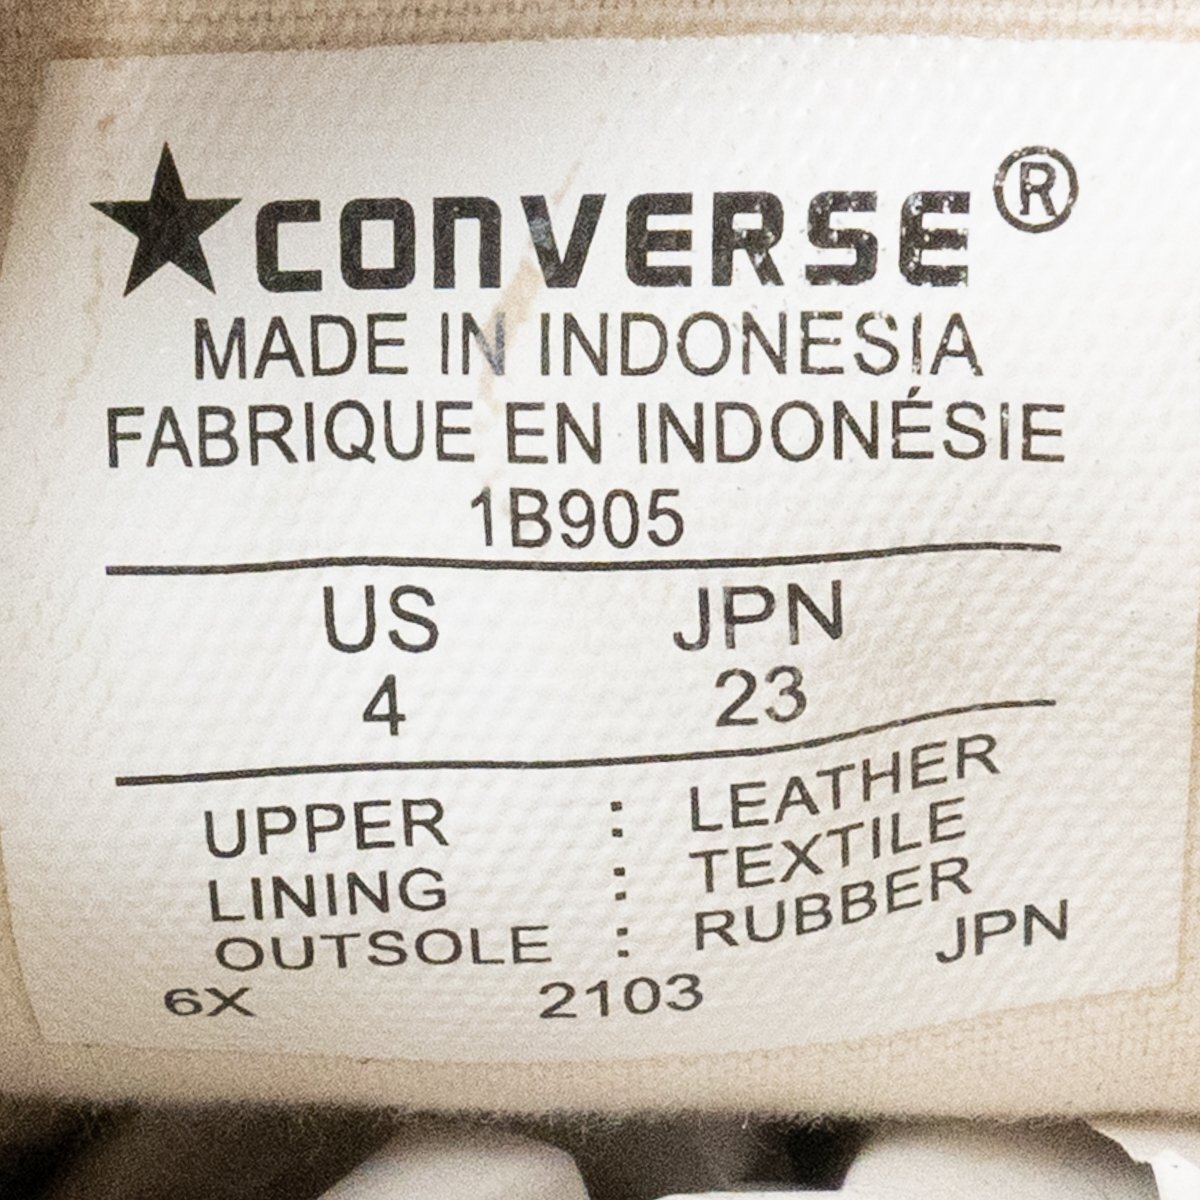 CONVERSE®
MADE IN INDONESIA
FABRIQUE EN INDONÉSIE
1B905
US JPN
4 23
UPPER : LEATHER
LINING : TEXTILE
OUTSOLE : RUBBER
6X 2103 JPN